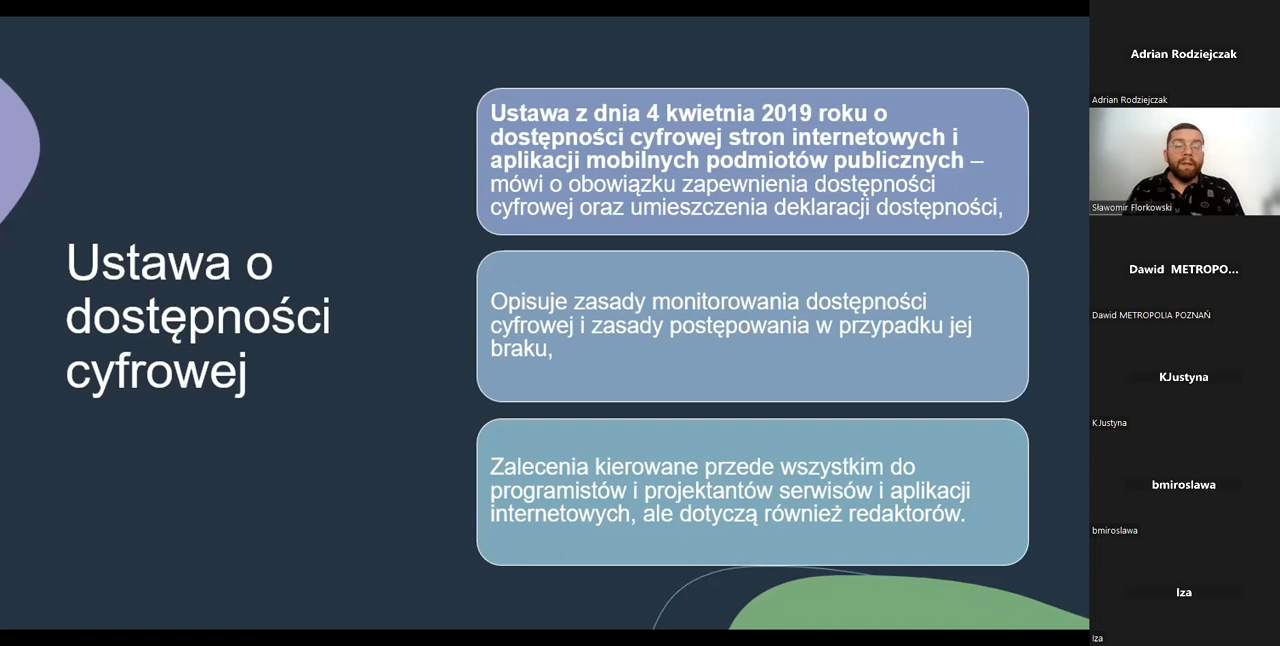 Ustawa o
dostępności
cyfrowej
Ustawa z dnia 4 kwietnia 2019 roku o
dostępności cyfrowej stron internetowych i
aplikacji mobilnych podmiotów publicznych –
mówi o obowiązku zapewnienia dostępności
cyfrowej oraz umieszczenia deklaracji dostępności,
Opisuje zasady monitorowania dostępności
cyfrowej i zasady postępowania w przypadku jej
braku,
Zalecenia kierowane przede wszystkim do
programistów i projektantów serwisów i aplikacji
internetowych, ale dotyczą również redaktorów.
Adrian Rodziejczak
Adrian Rodziejczak
Sławomir Florkowski
Dawid METROPO...
Dawid METROPOLIA POZNAŃ
KJustyna
KJustyna
bmiroslawa
bmiroslawa
Iza
Iza